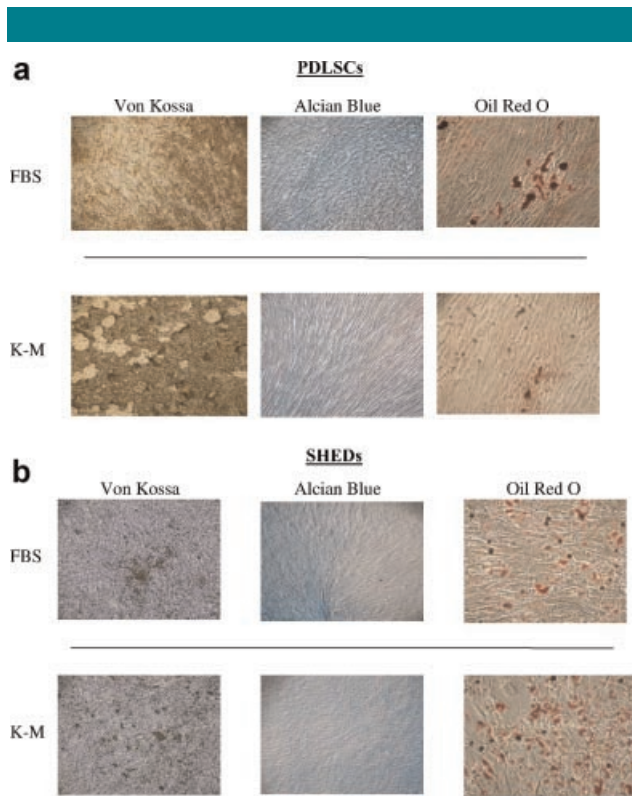 a
PDLSCs
Von Kossa Alcian Blue Oil Red O
FBS
K-M
b
SHEDs
Von Kossa Alcian Blue Oil Red O
FBS
K-M